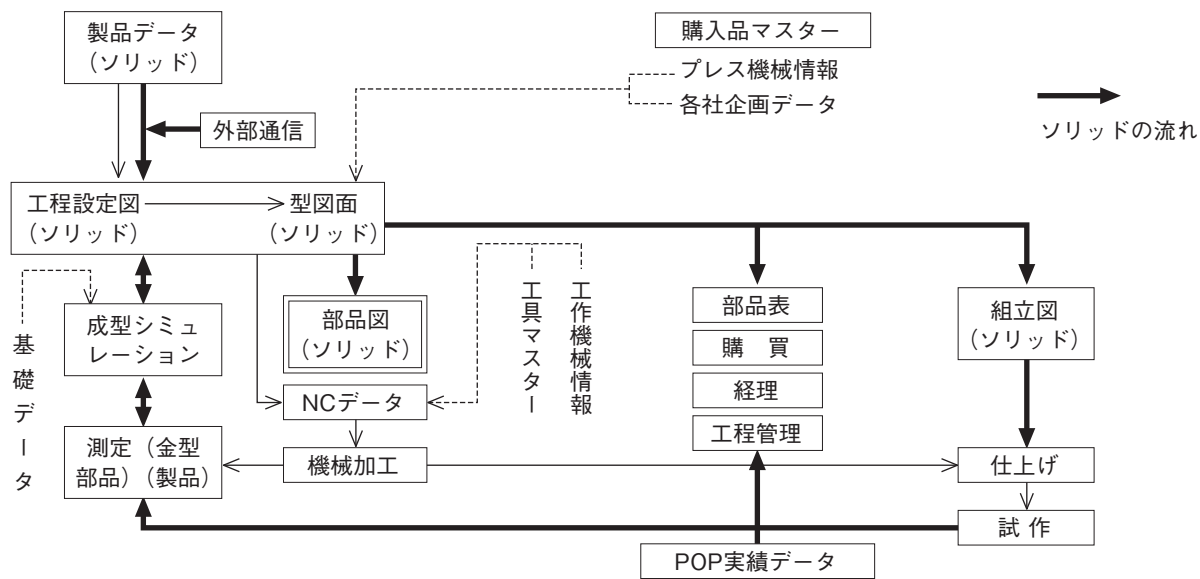 製品データ
（ソリッド）
購入品マスター
プレス機械情報
各社企画データ
外部通信
ソリッドの流れ
工程設定図
（ソリッド）
型図面
（ソリッド）
基礎データ
成型シミュ
レーション
部品図
（ソリッド）
工具マスター
工作機械情報
部品表
購　買
経理
工程管理
組立図
（ソリッド）
NCデータ
測定（金型
部品）（製品）
機械加工
仕上げ
試 作
POP実績データ